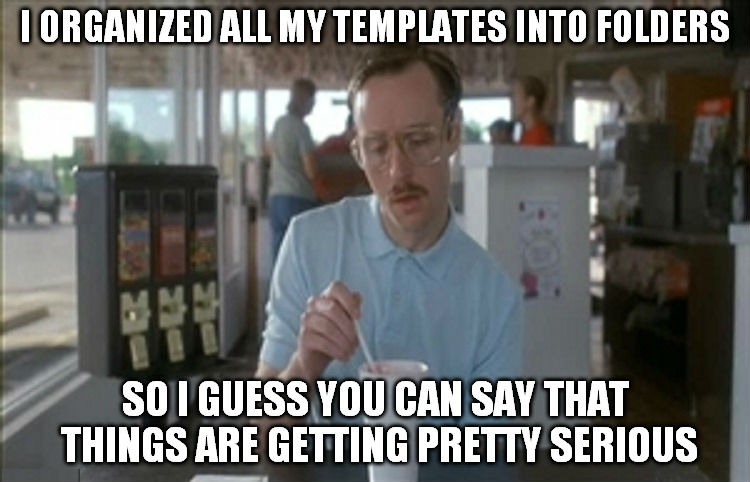 I ORGANIZED ALL MY TEMPLATES INTO FOLDERS
SO I GUESS YOU CAN SAY THAT
THINGS ARE GETTING PRETTY SERIOUS